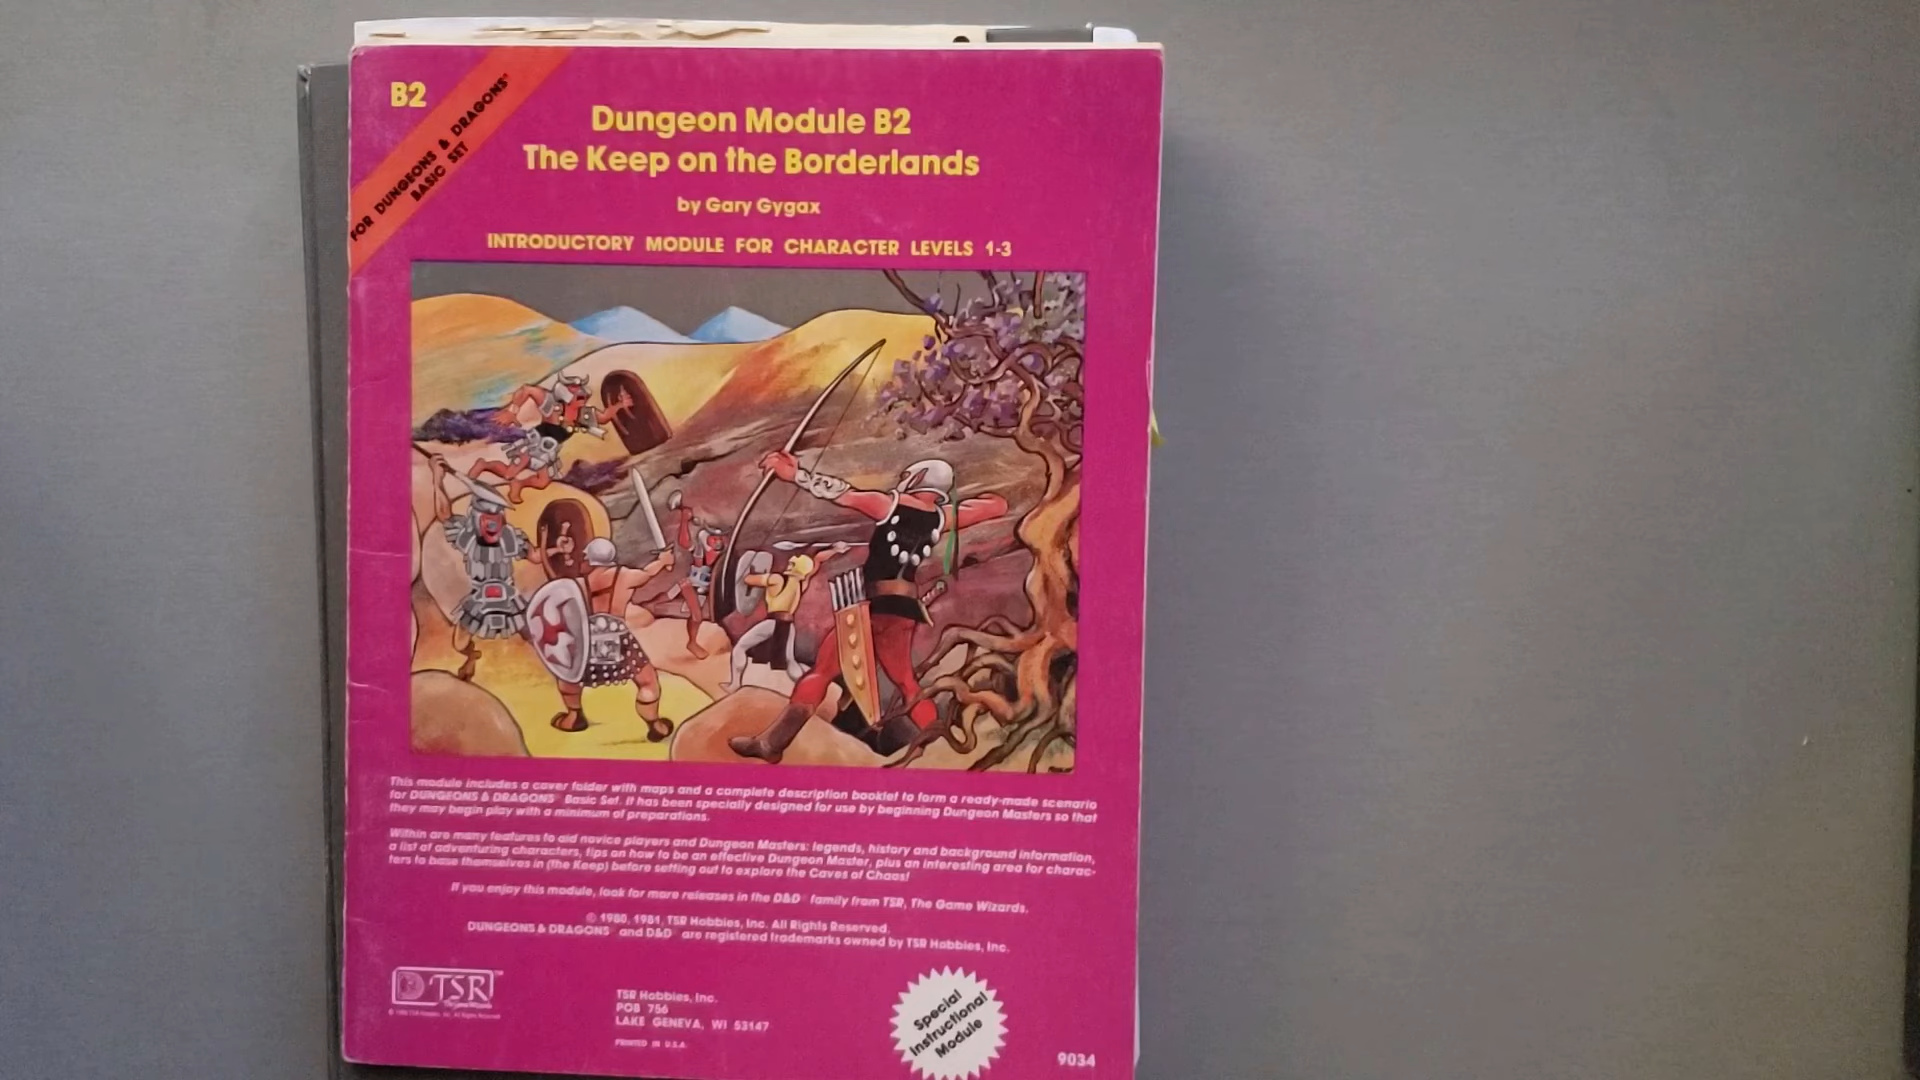 B2
FOR DUNGEONS & DRAGONS®
BASIC SET
Dungeon Module B2
The Keep on the Borderlands
by Gary Gygax
INTRODUCTORY MODULE FOR CHARACTER LEVELS 1-3
This module includes a cover folder with maps and a complete description booklet to form a ready-made scenario
for DUNGEONS & DRAGONS® Basic Set. It has been specially designed for use by beginning Dungeon Masters so that
they may begin play with a minimum of preparations.
Within are many features to aid novice players and Dungeon Masters: legends, history and background information,
a list of adventuring characters, tips on how to be an effective Dungeon Master, plus an interesting area for charac-
ters to base themselves in (the Keep) before setting out to explore the Caves of Chaos!
If you enjoy this module, look for more releases in the D&D® family from TSR, The Game Wizards.
© 1980, 1981, TSR Hobbies, Inc. All Rights Reserved.
DUNGEONS & DRAGONS® and D&D® are registered trademarks owned by TSR Hobbies, Inc.
TSR™
The Game Wizards
TSR Hobbies, Inc.
POB 756
LAKE GENEVA, WI 53147
PRINTED IN U.S.A.
Special
Instructional
Module
9034